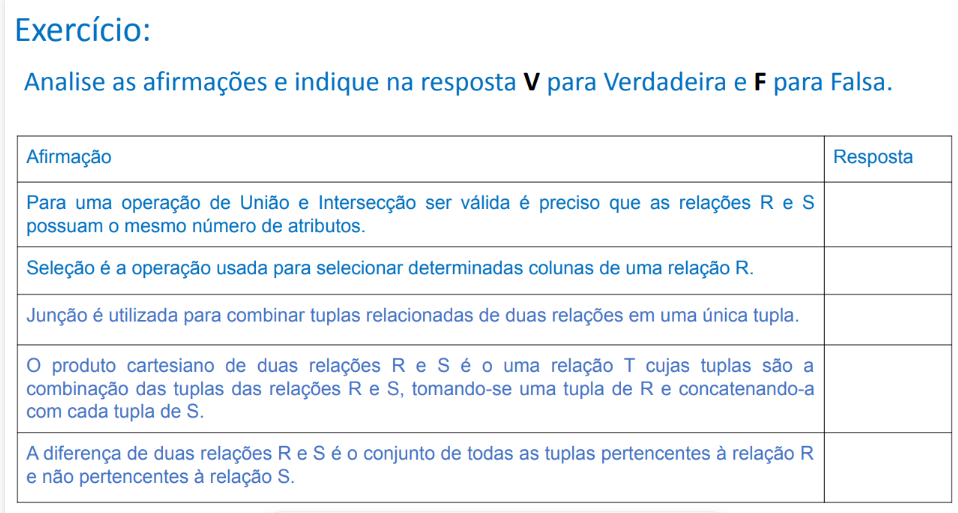 Exercício:
Analise as afirmações e indique na resposta V para Verdadeira e F para Falsa.
Afirmação
Resposta
Para uma operação de União e Intersecção ser válida é preciso que as relações R e S
possuam o mesmo número de atributos.
Seleção é a operação usada para selecionar determinadas colunas de uma relação R.
Junção é utilizada para combinar tuplas relacionadas de duas relações em uma única tupla.
O produto cartesiano de duas relações R e S é o uma relação T cujas tuplas são a
combinação das tuplas das relações R e S, tomando-se uma tupla de R e concatenando-a
com cada tupla de S.
A diferença de duas relações R e S é o conjunto de todas as tuplas pertencentes à relação R
e não pertencentes à relação S.